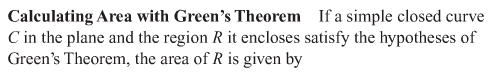 Calculating Area with Green’s Theorem If a simple closed curve
C in the plane and the region R it encloses satisfy the hypotheses of
Green’s Theorem, the area of R is given by